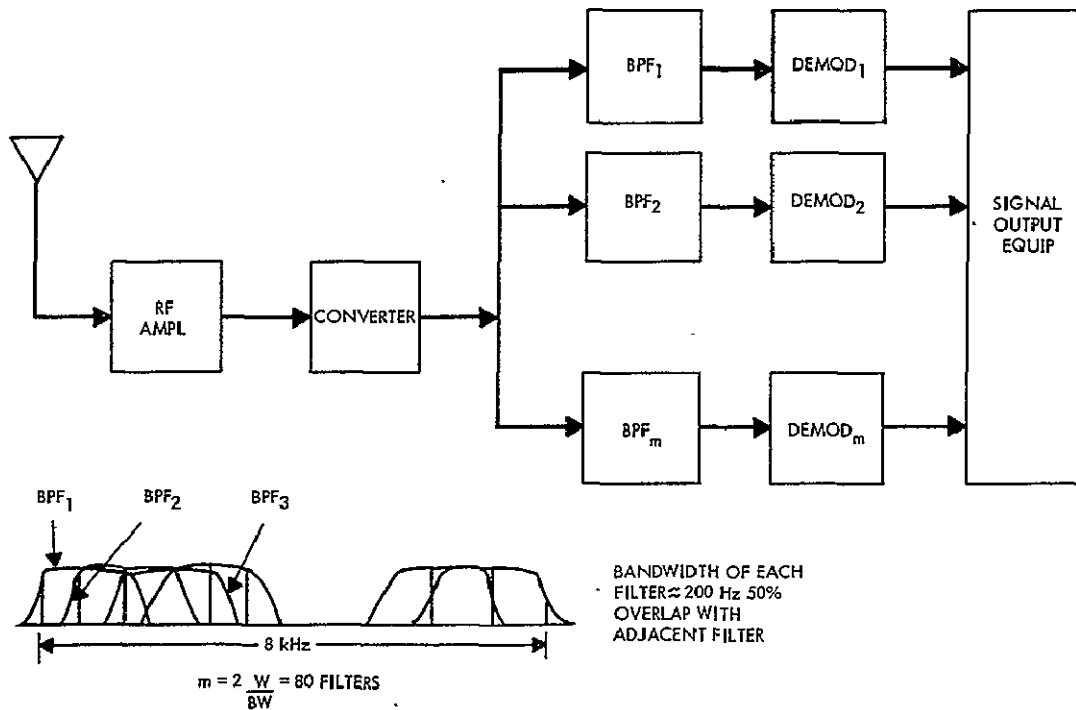 BPF1
DEMOD1
BPF2
DEMOD2
SIGNAL
OUTPUT
EQUIP
RF
AMPL
CONVERTER
BPFm
DEMODm
BPF1
BPF2
BPF3
BANDWIDTH OF EACH
FILTER ≈ 200 Hz 50%
OVERLAP WITH
ADJACENT FILTER
8 kHz
m = 2 W/BW = 80 FILTERS